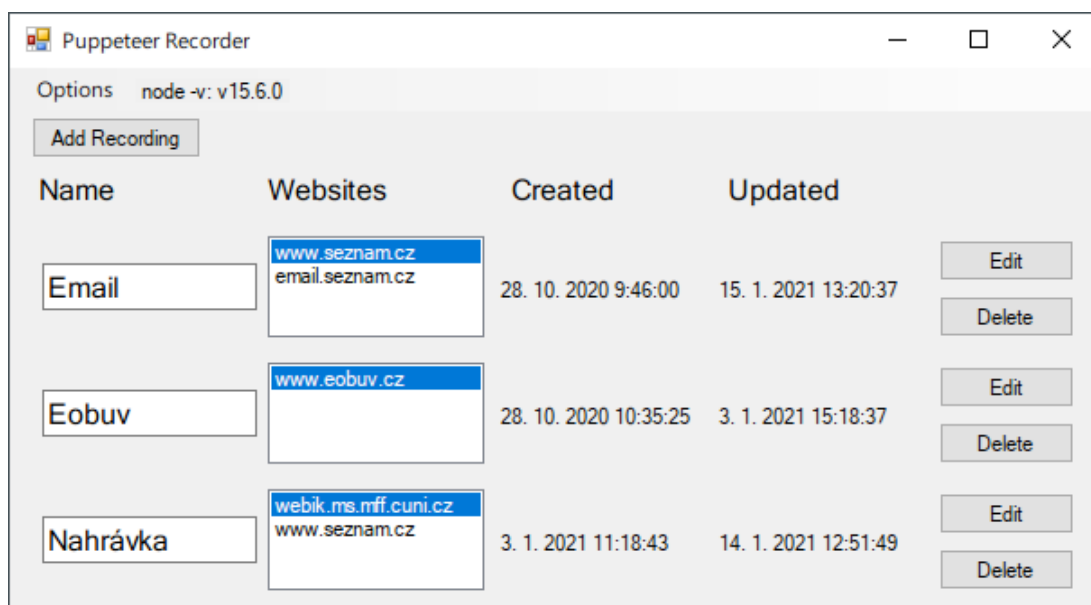 Puppeteer Recorder
Options node -v: v15.6.0
Add Recording
Name Websites Created Updated
Email
www.seznam.cz
email.seznam.cz
28. 10. 2020 9:46:00
15. 1. 2021 13:20:37
Edit
Delete
Eobuv
www.eobuv.cz
28. 10. 2020 10:35:25
3. 1. 2021 15:18:37
Edit
Delete
Nahrávka
webik.ms.mff.cuni.cz
www.seznam.cz
3. 1. 2021 11:18:43
14. 1. 2021 12:51:49
Edit
Delete